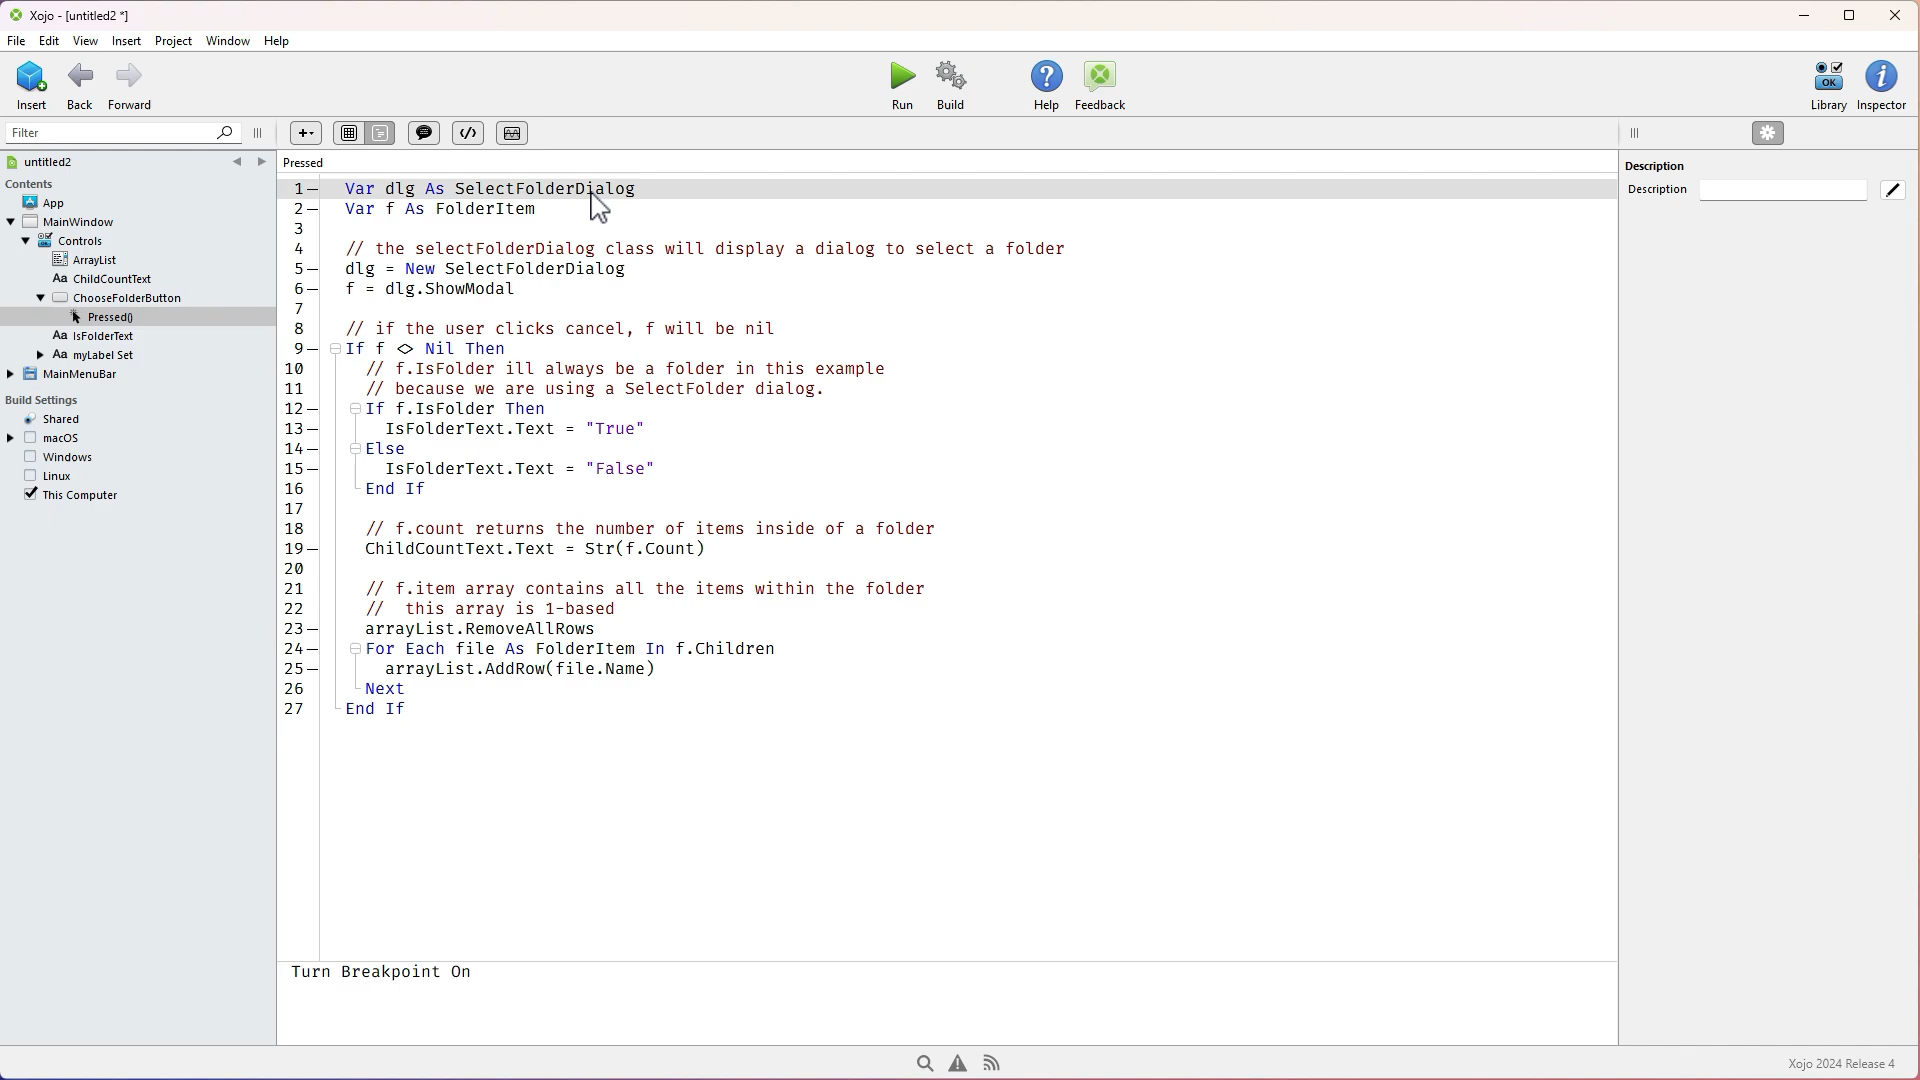 Xojo - [untitled2 *]
File Edit View Insert Project Window Help
Insert Back Forward Run Build Help Feedback Library Inspector
Filter
untitled2
Contents
App
MainWindow
Controls
ArrayList
ChildCountText
ChooseFolderButton
Pressed()
IsFolderText
myLabel Set
MainMenuBar
Build Settings
Shared
macOS
Windows
Linux
This Computer
Pressed
1 Var dlg As SelectFolderDialog
2 Var f As FolderItem
3
4 // the selectFolderDialog class will display a dialog to select a folder
5 dlg = New SelectFolderDialog
6 f = dlg.ShowModal
7
8 // if the user clicks cancel, f will be nil
9 If f <> Nil Then
10 // f.IsFolder ill always be a folder in this example
11 // because we are using a SelectFolder dialog.
12 If f.IsFolder Then
13 IsFolderText.Text = "True"
14 Else
15 IsFolderText.Text = "False"
16 End If
17
18 // f.count returns the number of items inside of a folder
19 ChildCountText.Text = Str(f.Count)
20
21 // f.item array contains all the items within the folder
22 // this array is 1-based
23 arrayList.RemoveAllRows
24 For Each file As FolderItem In f.Children
25 arrayList.AddRow(file.Name)
26 Next
27 End If
Turn Breakpoint On
Description
Description
Xojo 2024 Release 4